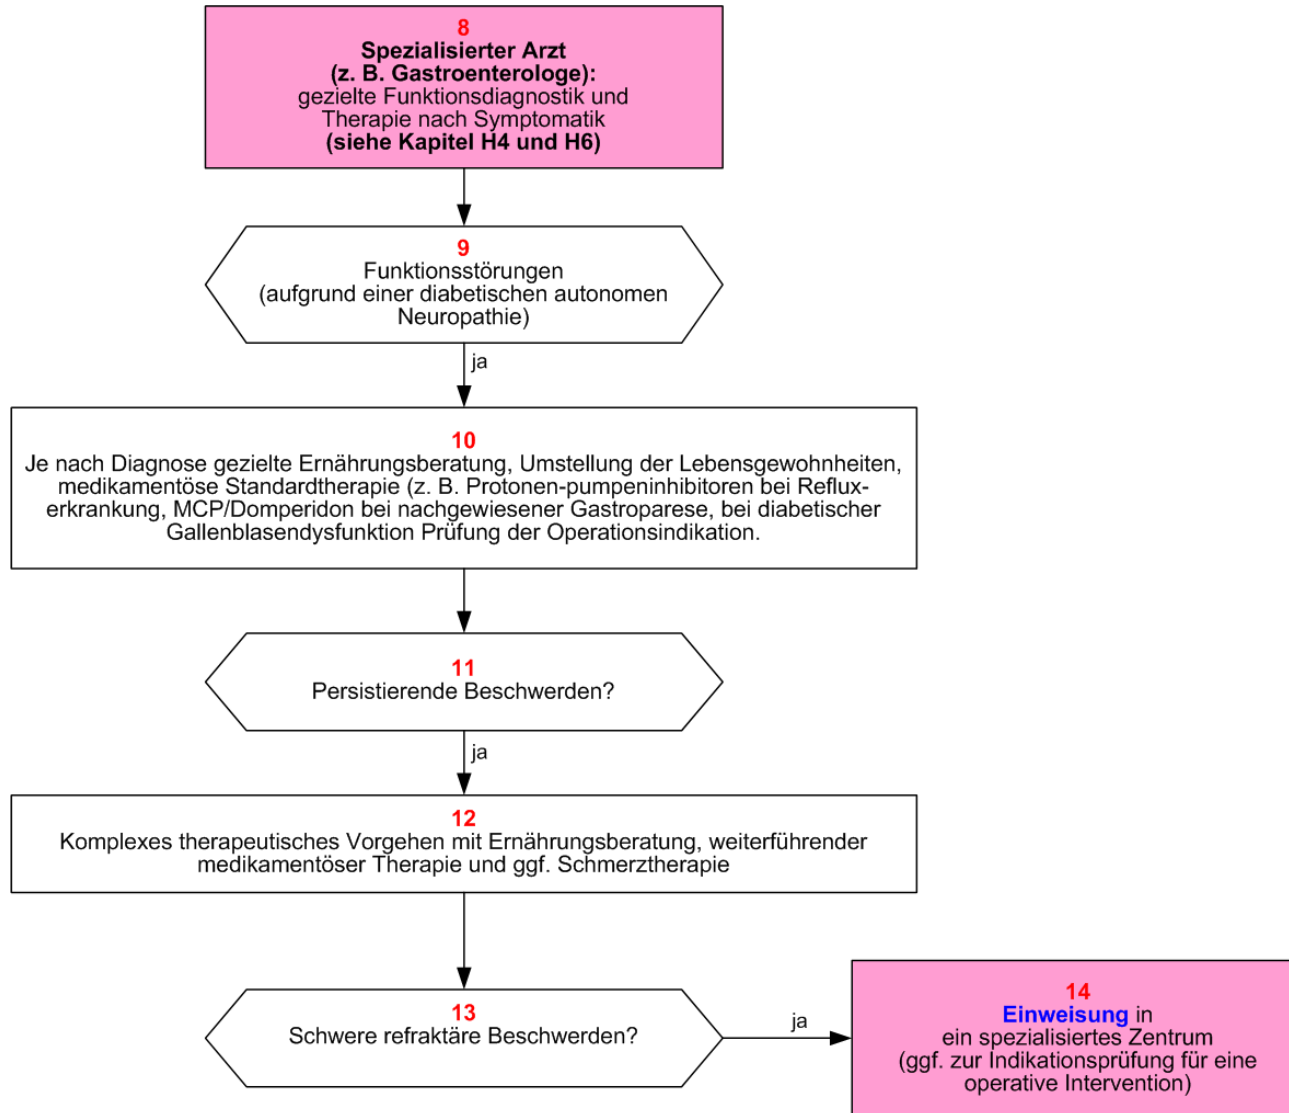 8
Spezialisierter Arzt
(z. B. Gastroenterologe):
gezielte Funktionsdiagnostik und
Therapie nach Symptomatik
(siehe Kapitel H4 und H6)
9
Funktionsstörungen
(aufgrund einer diabetischen autonomen
Neuropathie)
ja
10
Je nach Diagnose gezielte Ernährungsberatung, Umstellung der Lebensgewohnheiten,
medikamentöse Standardtherapie (z. B. Protonen-pumpeninhibitoren bei Reflux-
erkrankung, MCP/Domperidon bei nachgewiesener Gastroparese, bei diabetischer
Gallenblasendysfunktion Prüfung der Operationsindikation.
11
Persistierende Beschwerden?
ja
12
Komplexes therapeutisches Vorgehen mit Ernährungsberatung, weiterführender
medikamentöser Therapie und ggf. Schmerztherapie
13
Schwere refraktäre Beschwerden?
ja
14
Einweisung in
ein spezialisiertes Zentrum
(ggf. zur Indikationsprüfung für eine
operative Intervention)